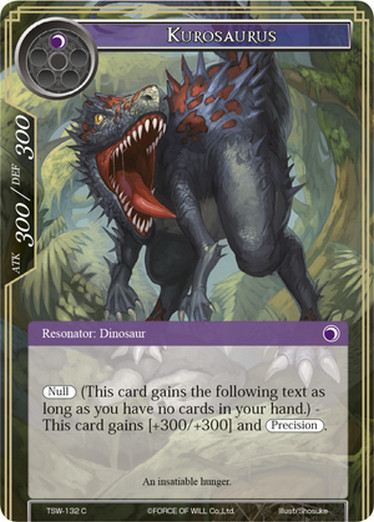 Kurosaurus
ATK 300 / DEF 300
Resonator: Dinosaur
Null (This card gains the following text as
long as you have no cards in your hand.) -
This card gains [+300/+300] and Precision.
An insatiable hunger.
TSW-132 C ©FORCE OF WILL Co.,Ltd. Illust/Shosuke